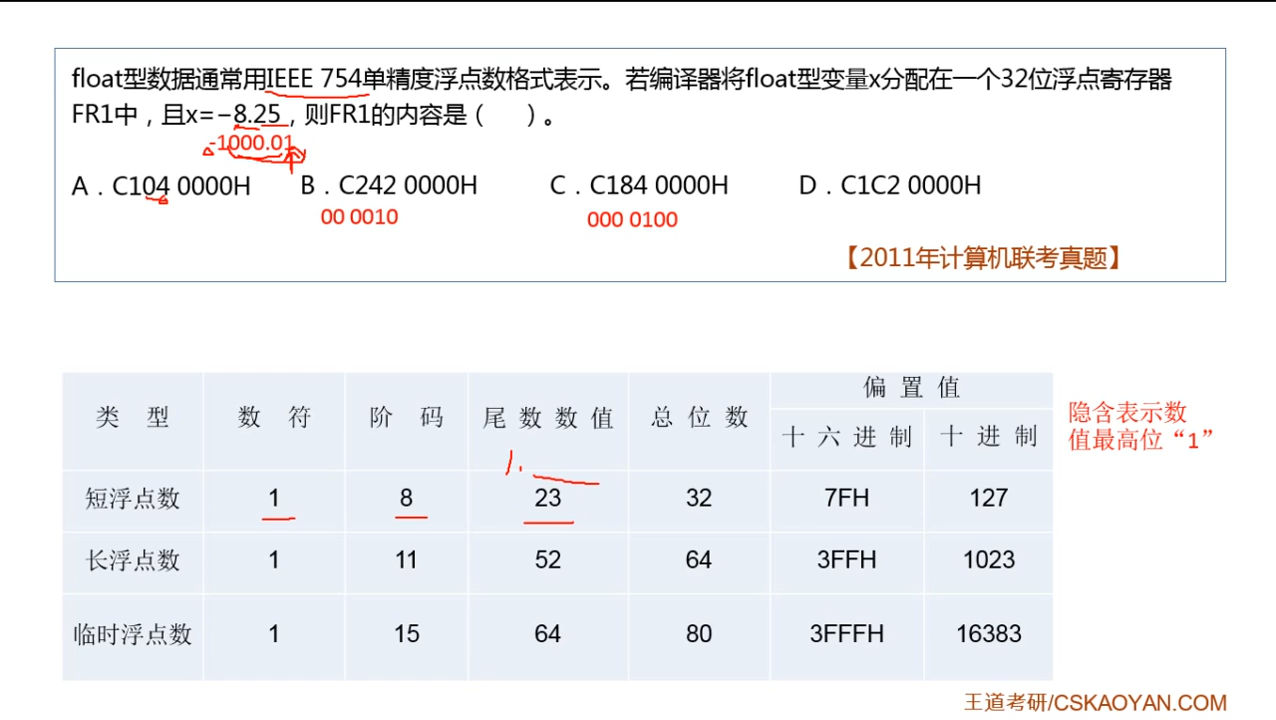 float型数据通常用IEEE 754单精度浮点数格式表示。若编译器将float型变量x分配在一个32位浮点寄存器
FR1中，且x=−8.25，则FR1的内容是（　　）。
-1000.01
A．C104 0000H　B．C242 0000H　C．C184 0000H　D．C1C2 0000H
00 0010　000 0100
【2011年计算机联考真题】
类 型　数 符　阶 码　尾 数 数 值　总 位 数　偏 置 值
十 六 进 制　十 进 制
隐含表示数
值最高位“1”
1.
短浮点数　1　8　23　32　7FH　127
长浮点数　1　11　52　64　3FFH　1023
临时浮点数　1　15　64　80　3FFFH　16383
王道考研/CSKAOYAN.COM